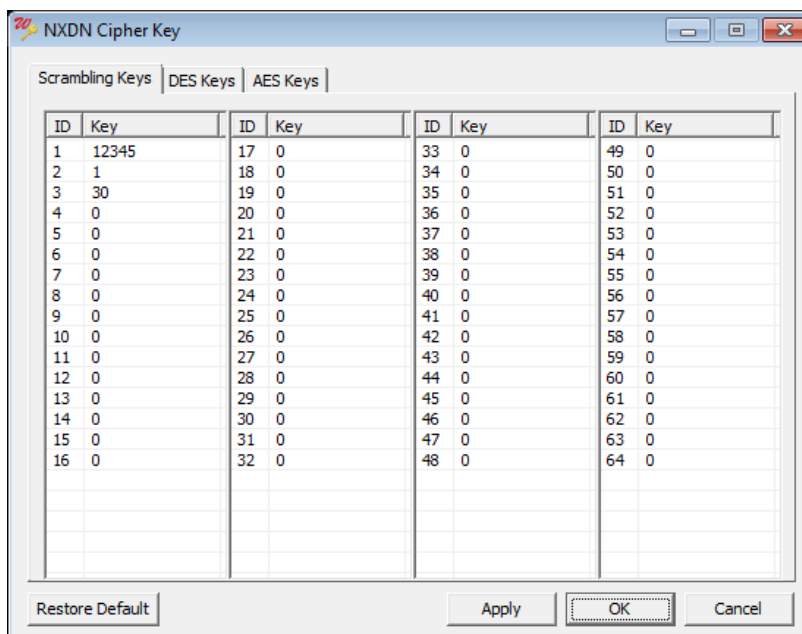 NXDN Cipher Key
Scrambling Keys DES Keys AES Keys
ID Key ID Key ID Key ID Key
1 12345 17 0 33 0 49 0
2 1 18 0 34 0 50 0
3 30 19 0 35 0 51 0
4 0 20 0 36 0 52 0
5 0 21 0 37 0 53 0
6 0 22 0 38 0 54 0
7 0 23 0 39 0 55 0
8 0 24 0 40 0 56 0
9 0 25 0 41 0 57 0
10 0 26 0 42 0 58 0
11 0 27 0 43 0 59 0
12 0 28 0 44 0 60 0
13 0 29 0 45 0 61 0
14 0 30 0 46 0 62 0
15 0 31 0 47 0 63 0
16 0 32 0 48 0 64 0
Restore Default Apply OK Cancel